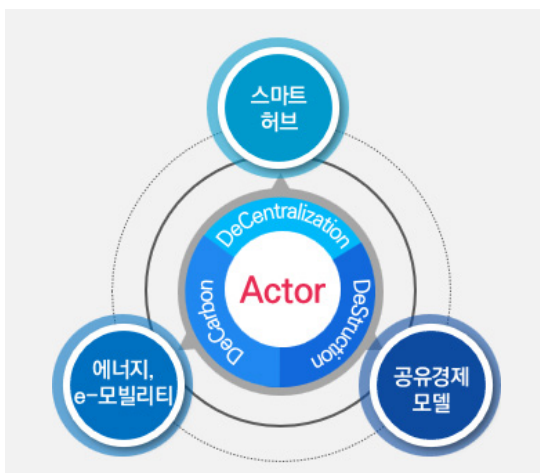 스마트
허브
DeCentralization
Actor
DeCarbon
DeStruction
에너지,
e-모빌리티
공유경제
모델